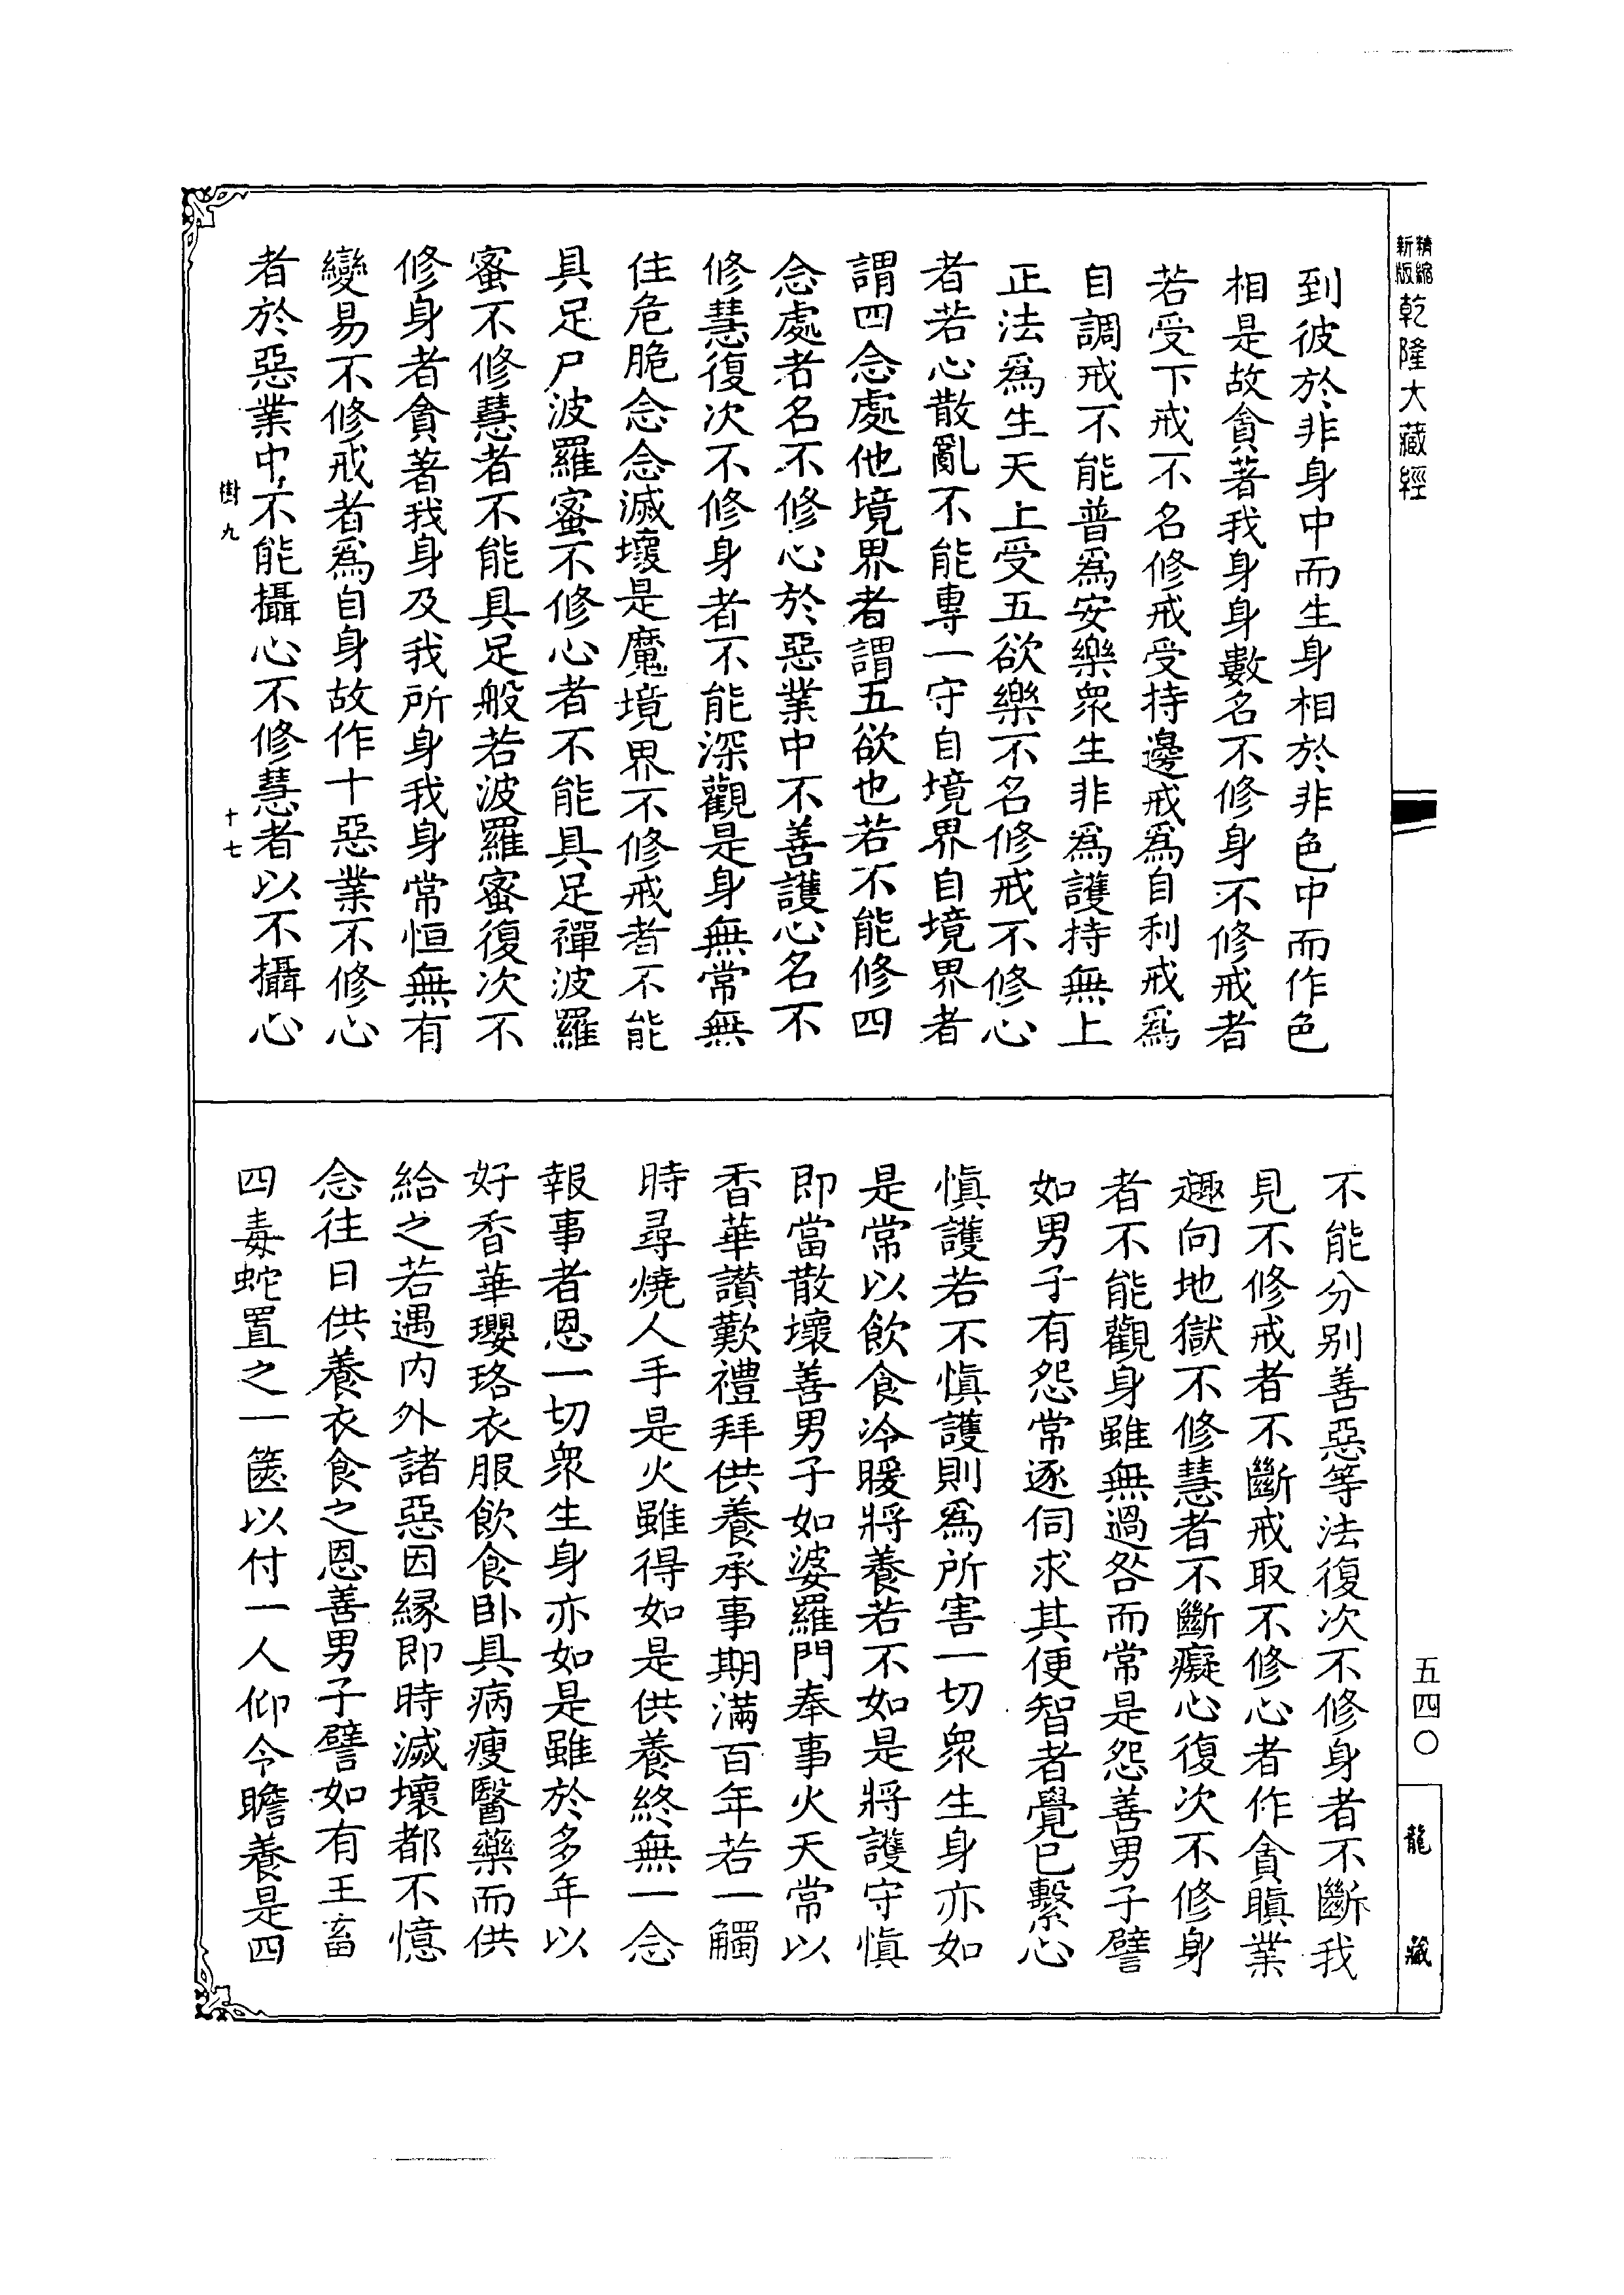 精縮新版乾隆大藏經
到彼於非身中而生身相於非色中而作色
相是故貪著我身身數名不修身不修戒者
若受下戒不名修戒受持邊戒爲自利戒爲
自調戒不能普爲安樂眾生非爲護持無上
正法爲生天上受五欲樂不名修戒不修心
者若心散亂不能專一守自境界自境界者
謂四念處他境界者謂五欲也若不能修四
念處者名不修心於惡業中不善護心名不
修慧復次不修身者不能深觀是身無常無
住危脆念念滅壞是魔境界不修戒者不能
具足尸波羅蜜不修心者不能具足禪波羅
蜜不修慧者不能具足般若波羅蜜復次不
修身者貪著我身及我所身我身常恒無有
變易不修戒者爲自身故作十惡業不修心
者於惡業中不能攝心不修慧者以不攝心
樹九
十七
不能分別善惡等法復次不修身者不斷我
見不修戒者不斷戒取不修心者作貪瞋業
趣向地獄不修慧者不斷癡心復次不修身
者不能觀身雖無過咎而常是怨善男子譬
如男子有怨常逐伺求其便智者覺已繫心
慎護若不慎護則爲所害一切眾生身亦如
是常以飲食冷暖將養若不如是將護守慎
即當散壞善男子如婆羅門奉事火天常以
香華讚歎禮拜供養承事期滿百年若一觸
時尋燒人手是火雖得如是供養終無一念
報事者恩一切眾生身亦如是雖於多年以
好香華瓔珞衣服飲食臥具病瘦醫藥而供
給之若遇內外諸惡因緣即時滅壞都不憶
念往日供養衣食之恩善男子譬如有王畜
四毒蛇置之一篋以付一人仰令瞻養是四
五四〇
龍藏